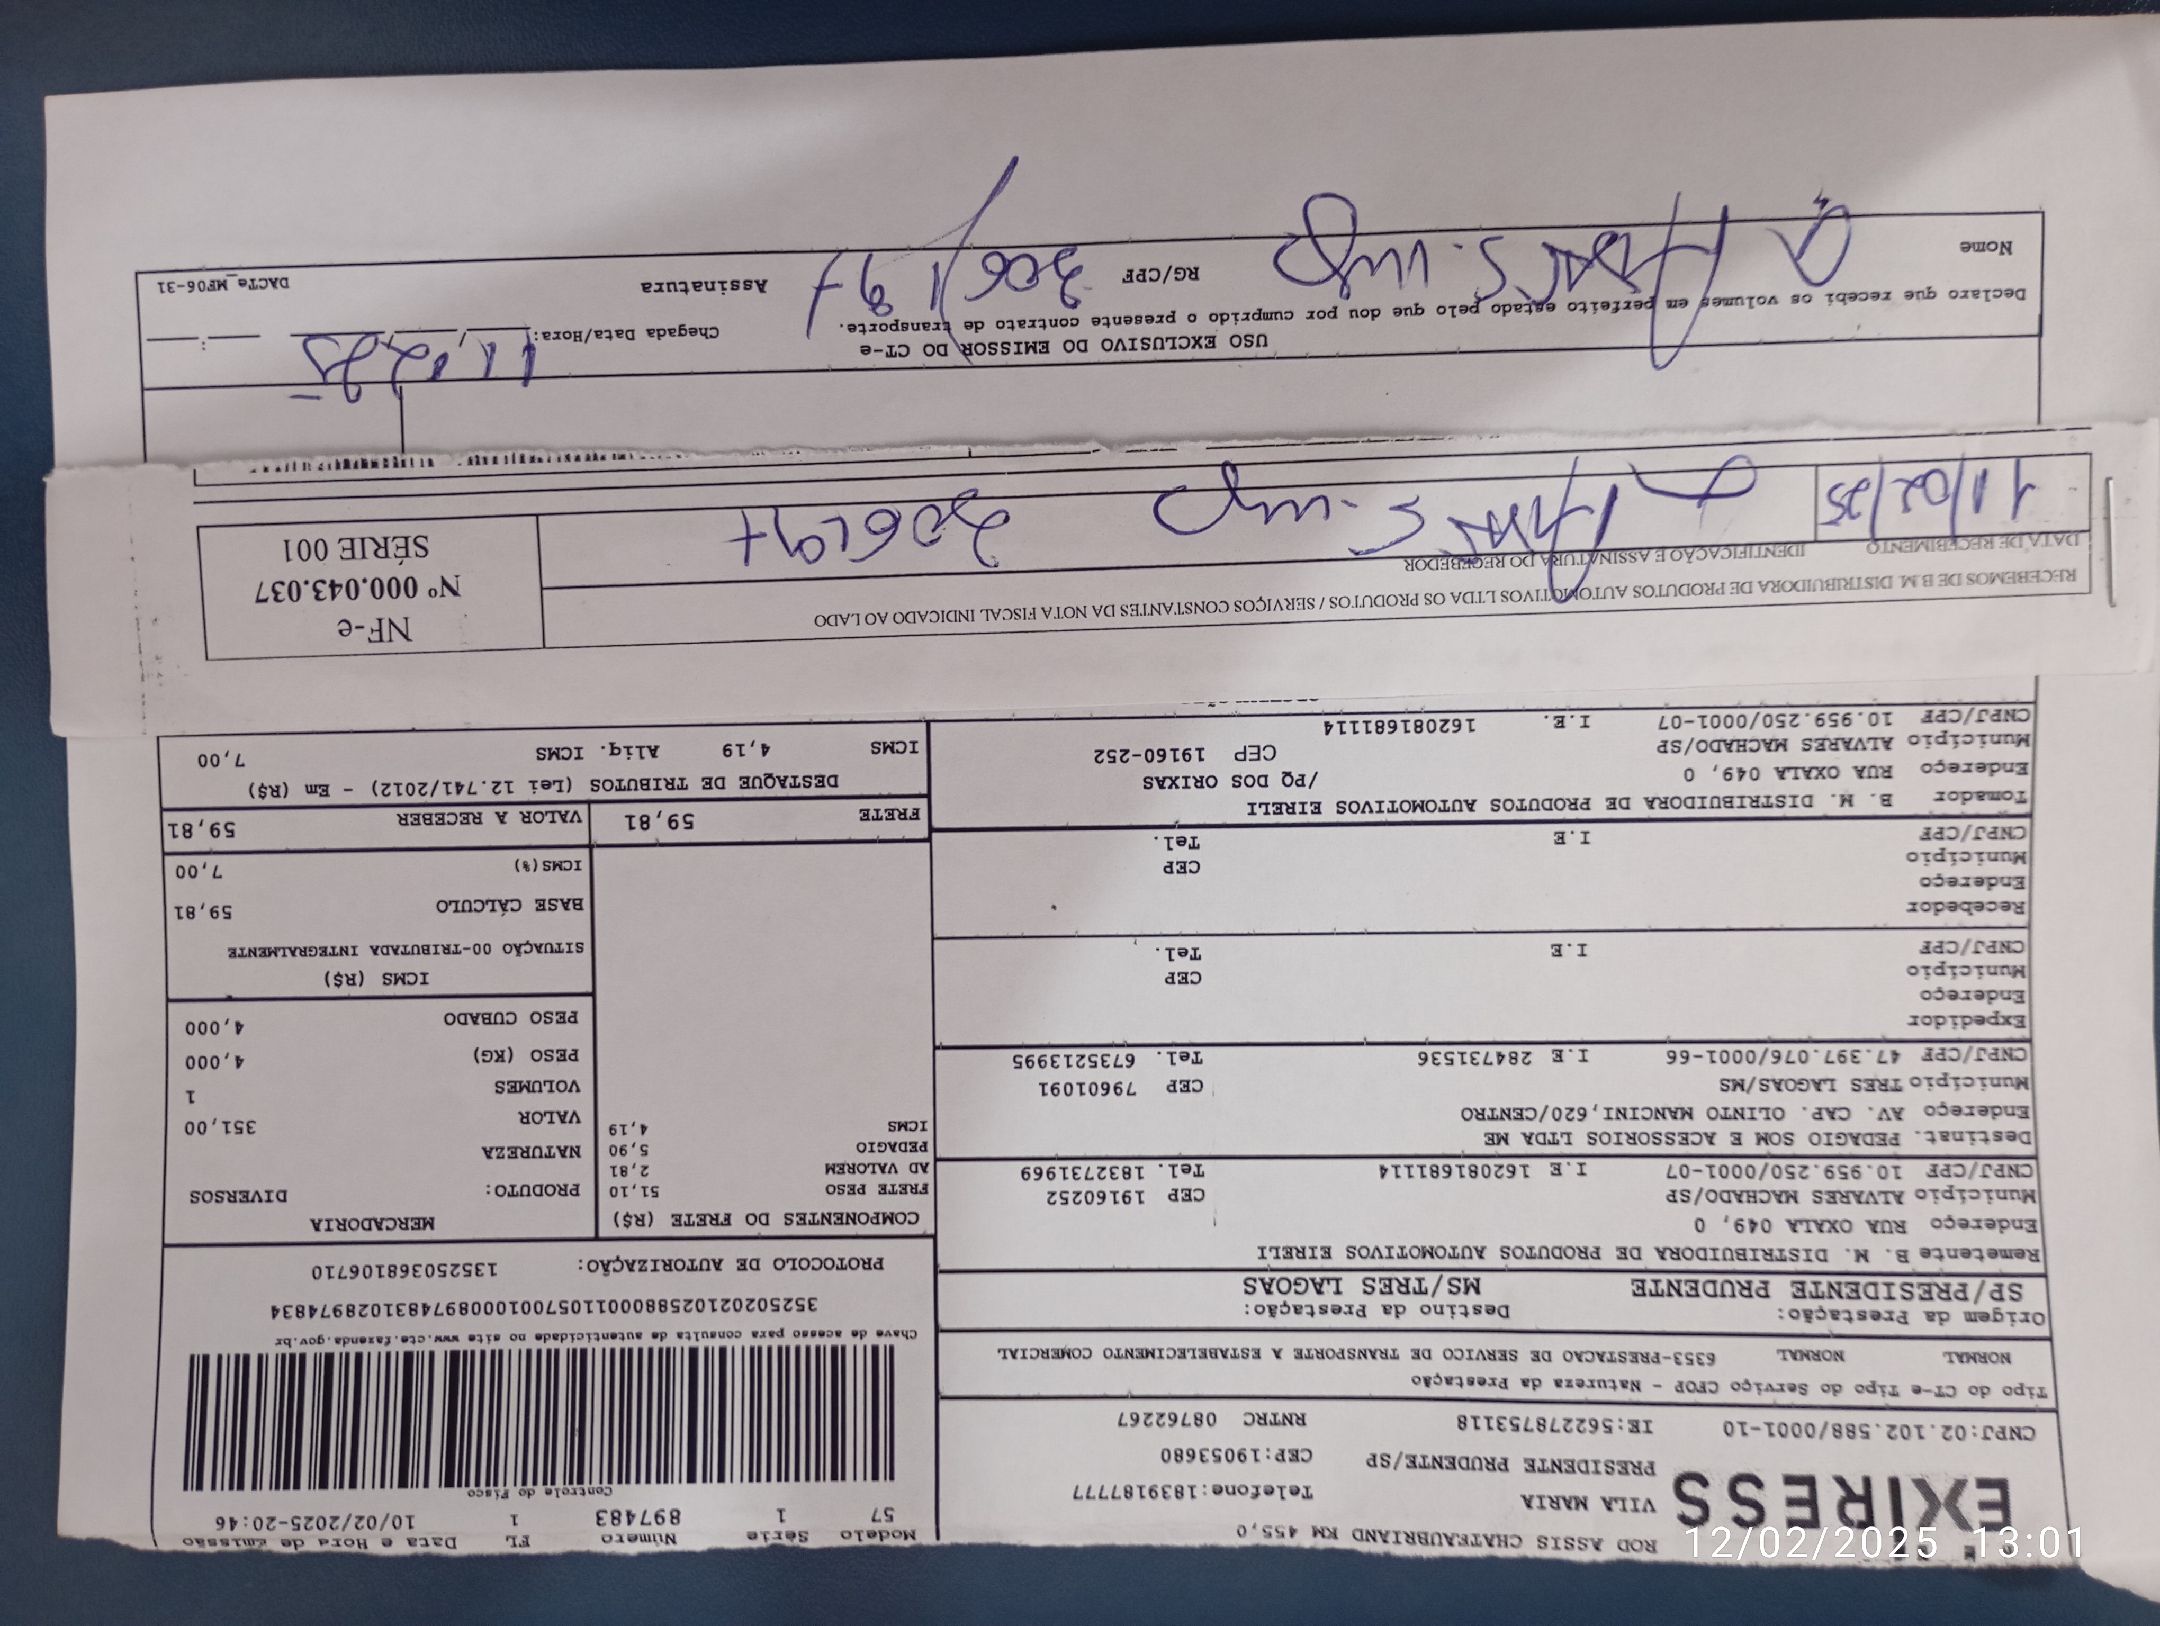 EXIRESS
ROD ASSIS CHATEAUBRIAND KM 455,0
VILA MARIA Telefone:1839187777
PRESIDENTE PRUDENTE/SP CEP:19053680
CNPJ:02.102.588/0001-10 IE:562278753118 RNTRC 08762267
Modelo Série Número FL Data e Hora de Emissão
57 1 897483 1 10/02/2025-20:46
Controle do Fisco
Chave de acesso para consulta de autenticidade no site www.cte.fazenda.gov.br
35250202102588000110570010008974831028974834
PROTOCOLO DE AUTORIZAÇÃO: 135250368106710
Tipo do CT-e Tipo do Serviço CFOP - Natureza da Prestação
NORMAL NORMAL 6353-PRESTACAO DE SERVICO DE TRANSPORTE A ESTABELECIMENTO COMERCIAL
Origem da Prestação: Destino da Prestação:
SP/PRESIDENTE PRUDENTE MS/TRES LAGOAS
Remetente B. M. DISTRIBUIDORA DE PRODUTOS AUTOMOTIVOS EIRELI
Endereço RUA OXALA 049, 0
Município ALVARES MACHADO/SP CEP 19160252
CNPJ/CPF 10.959.250/0001-07 I.E 162081681114 Tel. 1832731969
Destinat. PEDAGIO SOM E ACESSORIOS LTDA ME
Endereço AV. CAP. OLINTO MANCINI,620/CENTRO
Município TRES LAGOAS/MS CEP 79601091
CNPJ/CPF 47.397.076/0001-66 I.E 284731536 Tel. 6735213995
Expedidor
Endereço
Município CEP
CNPJ/CPF I.E Tel.
Recebedor
Endereço
Município CEP
CNPJ/CPF I.E Tel.
Tomador B. M. DISTRIBUIDORA DE PRODUTOS AUTOMOTIVOS EIRELI
Endereço RUA OXALA 049, 0 /PQ DOS ORIXAS
Município ALVARES MACHADO/SP CEP 19160-252
CNPJ/CPF 10.959.250/0001-07 I.E. 162081681114
COMPONENTES DO FRETE (R$)
FRETE PESO 51,10
AD VALOREM 2,81
PEDAGIO 5,90
ICMS 4,19
MERCADORIA
PRODUTO: DIVERSOS
NATUREZA
VALOR 351,00
VOLUMES 1
PESO (KG) 4,000
PESO CUBADO 4,000
ICMS (R$)
SITUAÇÃO 00-TRIBUTADA INTEGRALMENTE
BASE CÁLCULO 59,81
ICMS(%) 7,00
FRETE 59,81 VALOR A RECEBER 59,81
DESTAQUE DE TRIBUTOS (Lei 12.741/2012) - Em (R$)
ICMS 4,19 Aliq. ICMS 7,00
RECEBEMOS DE B M DISTRIBUIDORA DE PRODUTOS AUTOMOTIVOS LTDA OS PRODUTOS / SERVIÇOS CONSTANTES DA NOTA FISCAL INDICADO AO LADO
DATA DE RECEBIMENTO IDENTIFICAÇÃO E ASSINATURA DO RECEBEDOR
11/02/25
NF-e
Nº 000.043.037
SÉRIE 001
USO EXCLUSIVO DO EMISSOR DO CT-e
Declaro que recebi os volumes em perfeito estado pelo que dou por cumprido o presente contrato de transporte.
Chegada Data/Hora: 11 02 25
Nome RG/CPF Assinatura DACTe_MF06-31
12/02/2025 13:01